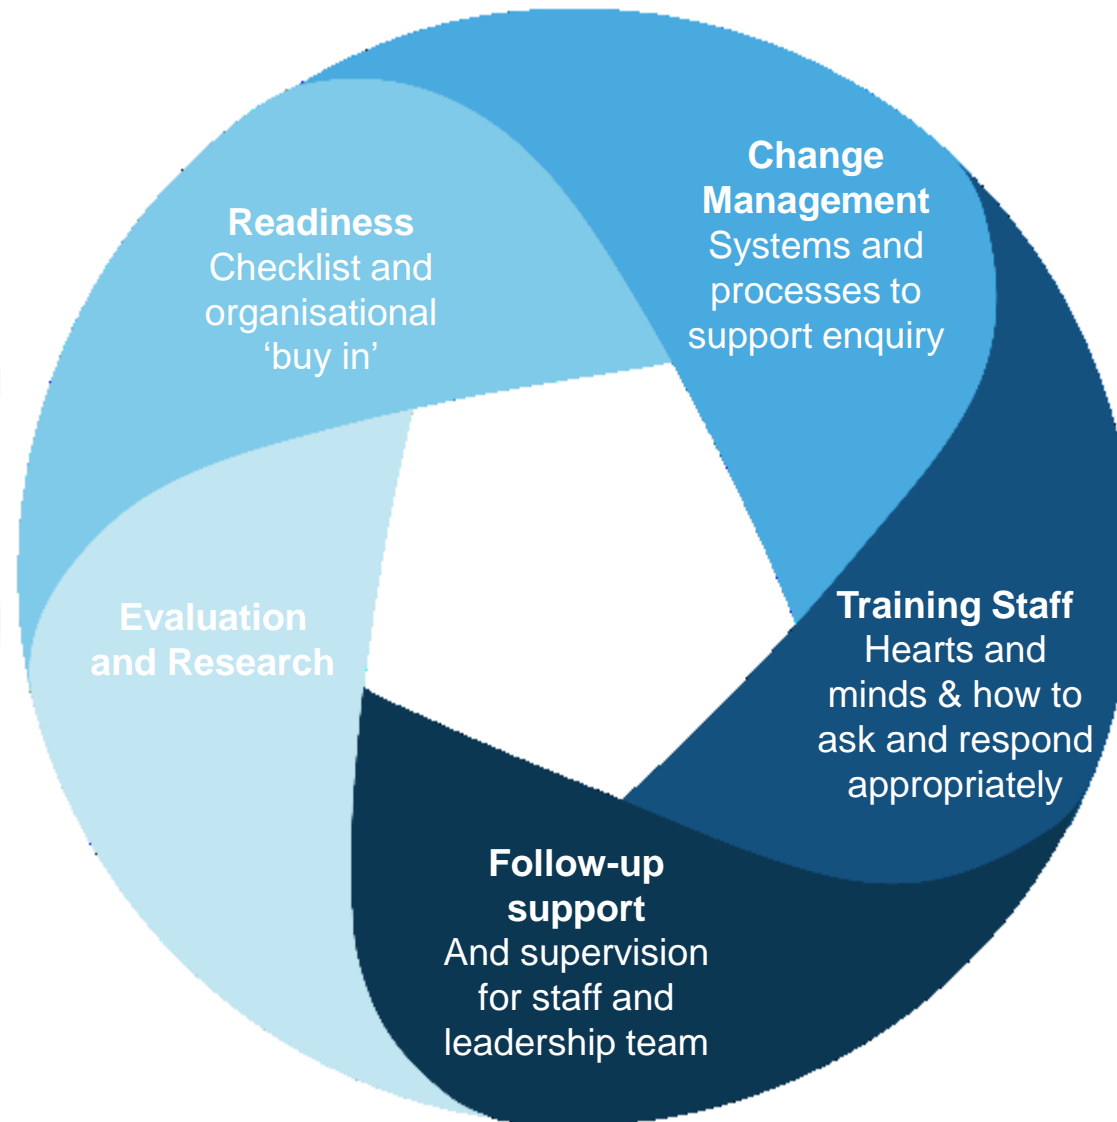 Readiness
Checklist and
organisational
‘buy in’
Change
Management
Systems and
processes to
support enquiry
Training Staff
Hearts and
minds & how to
ask and respond
appropriately
Follow-up
support
And supervision
for staff and
leadership team
Evaluation
and Research